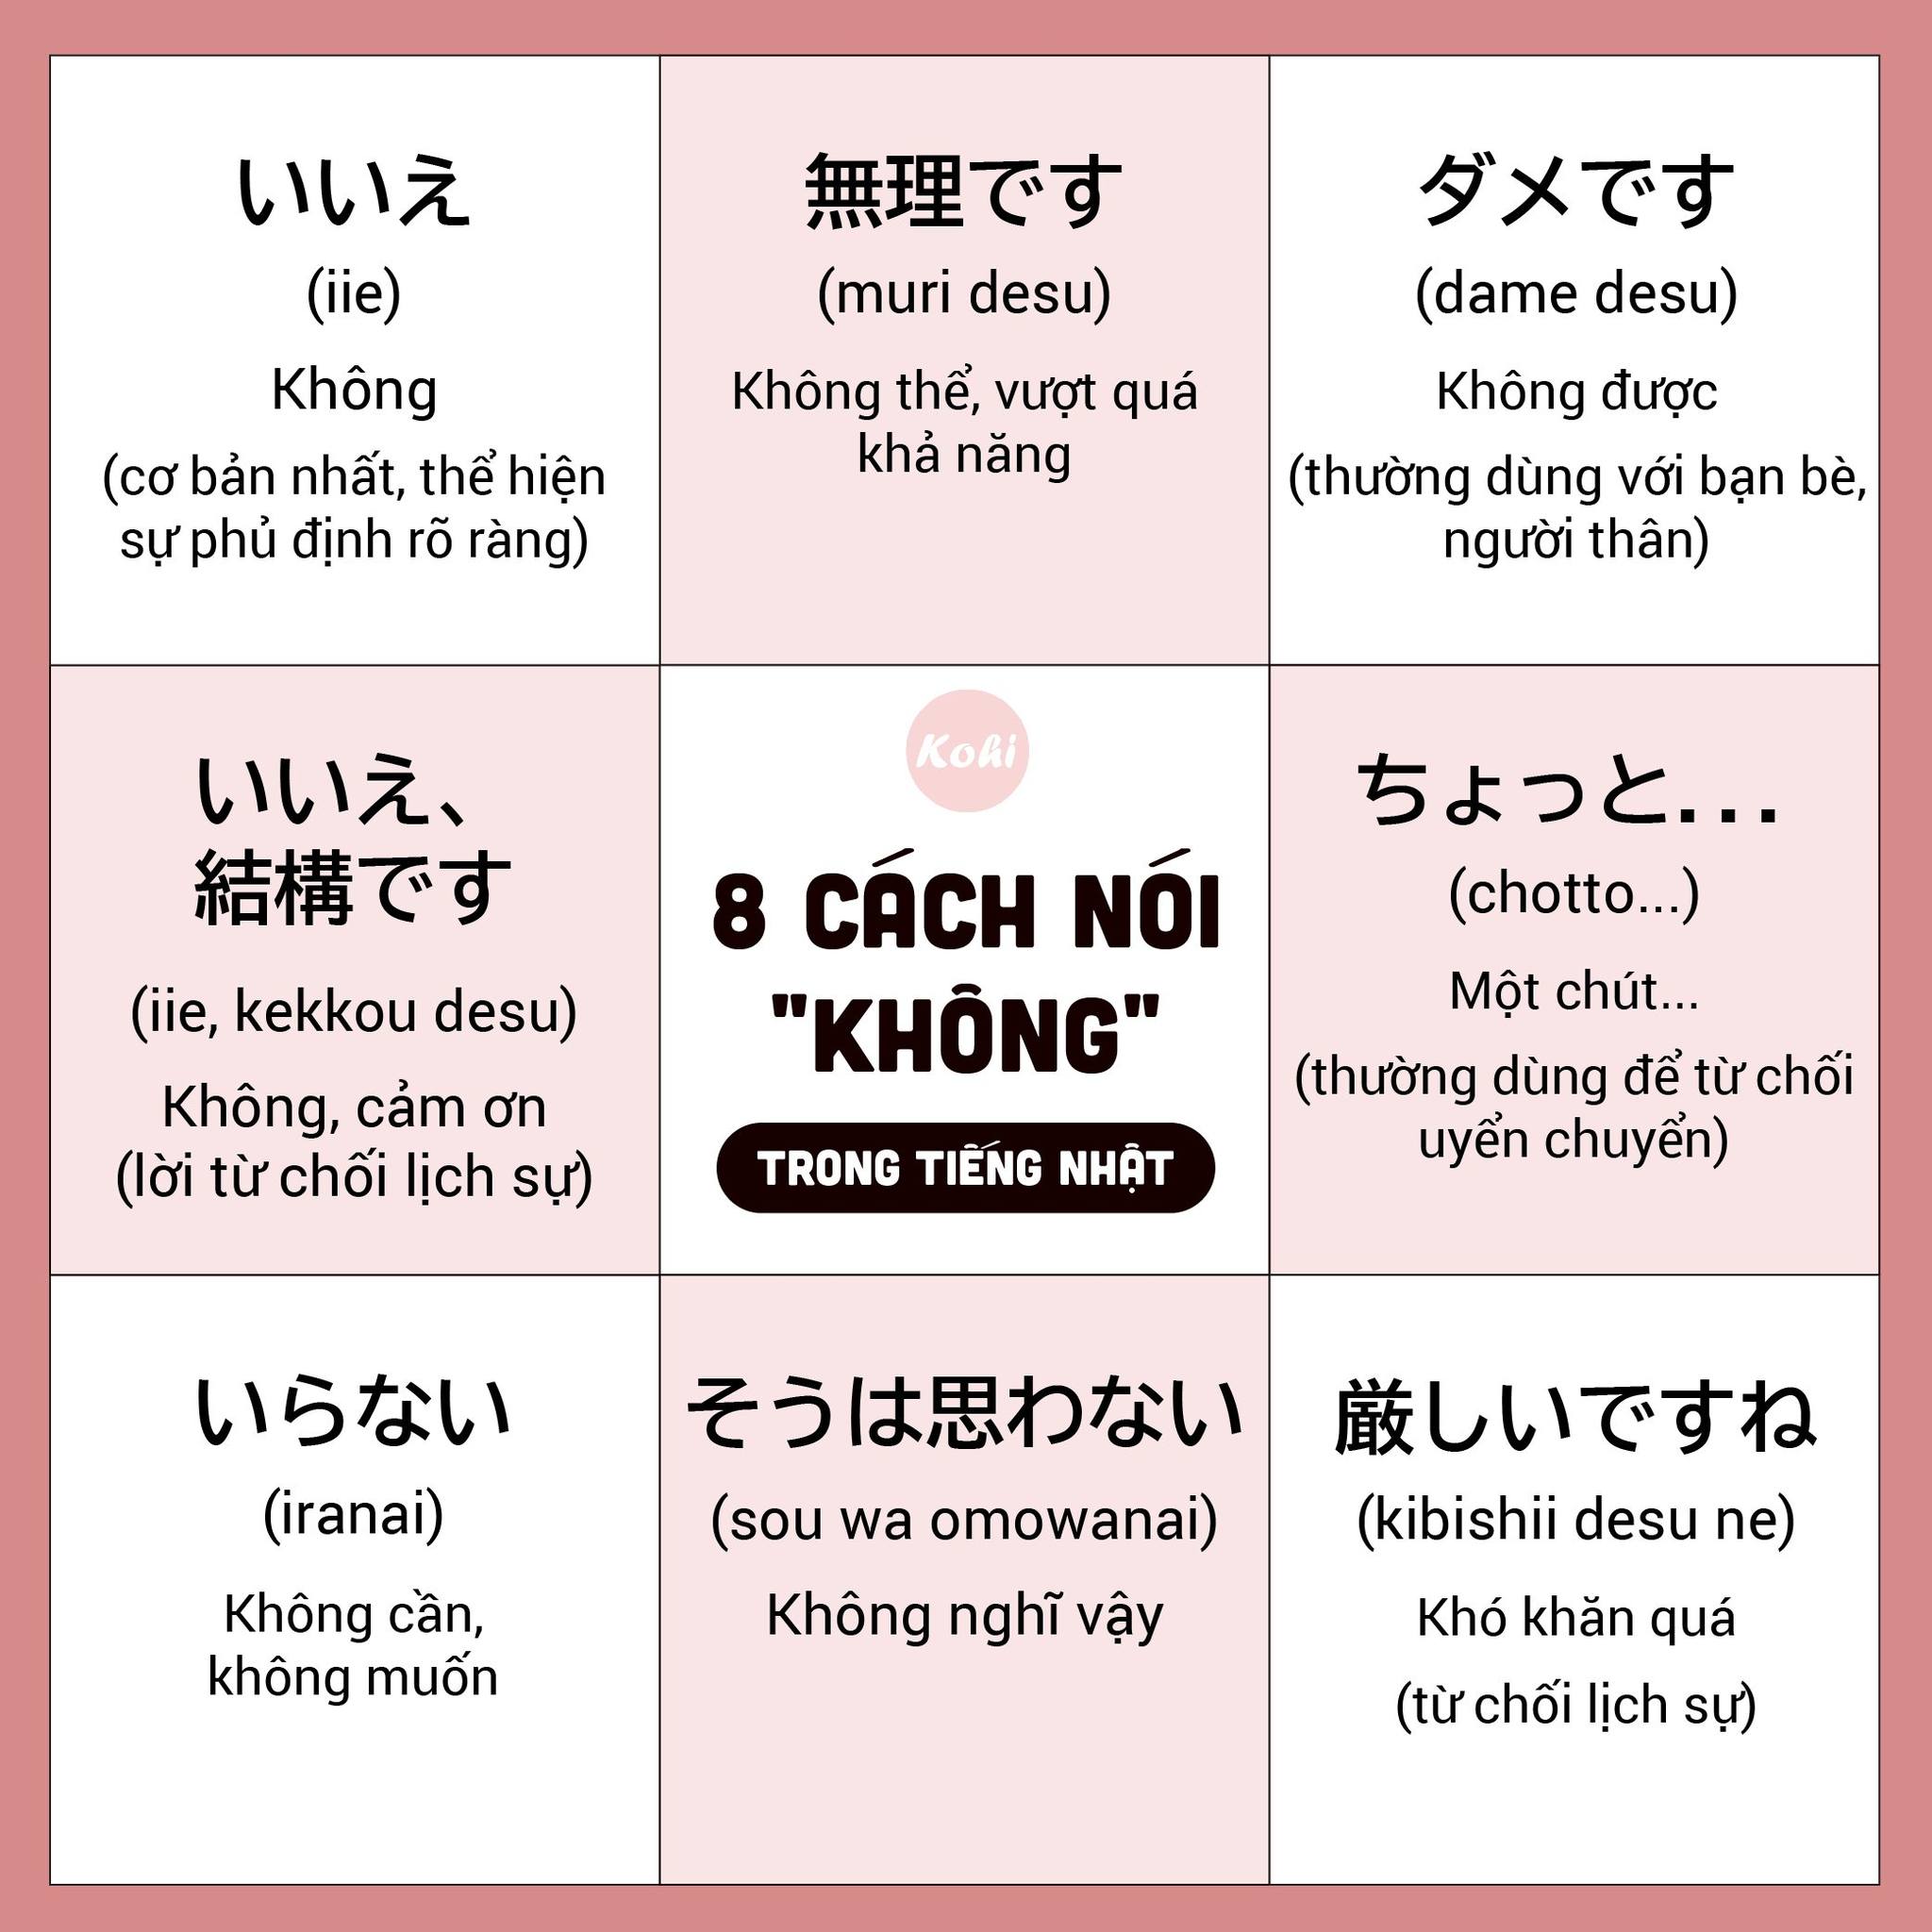 いいえ
(iie)
Không
(cơ bản nhất, thể hiện
sự phủ định rõ ràng)
無理です
(muri desu)
Không thể, vượt quá
khả năng
ダメです
(dame desu)
Không được
(thường dùng với bạn bè,
người thân)
いいえ、
結構です
(iie, kekkou desu)
Không, cảm ơn
(lời từ chối lịch sự)
Kohi
8 CÁCH NÓI
"KHÔNG"
TRONG TIẾNG NHẬT
ちょっと...
(chotto...)
Một chút...
(thường dùng để từ chối
uyển chuyển)
いらない
(iranai)
Không cần,
không muốn
そうは思わない
(sou wa omowanai)
Không nghĩ vậy
厳しいですね
(kibishii desu ne)
Khó khăn quá
(từ chối lịch sự)